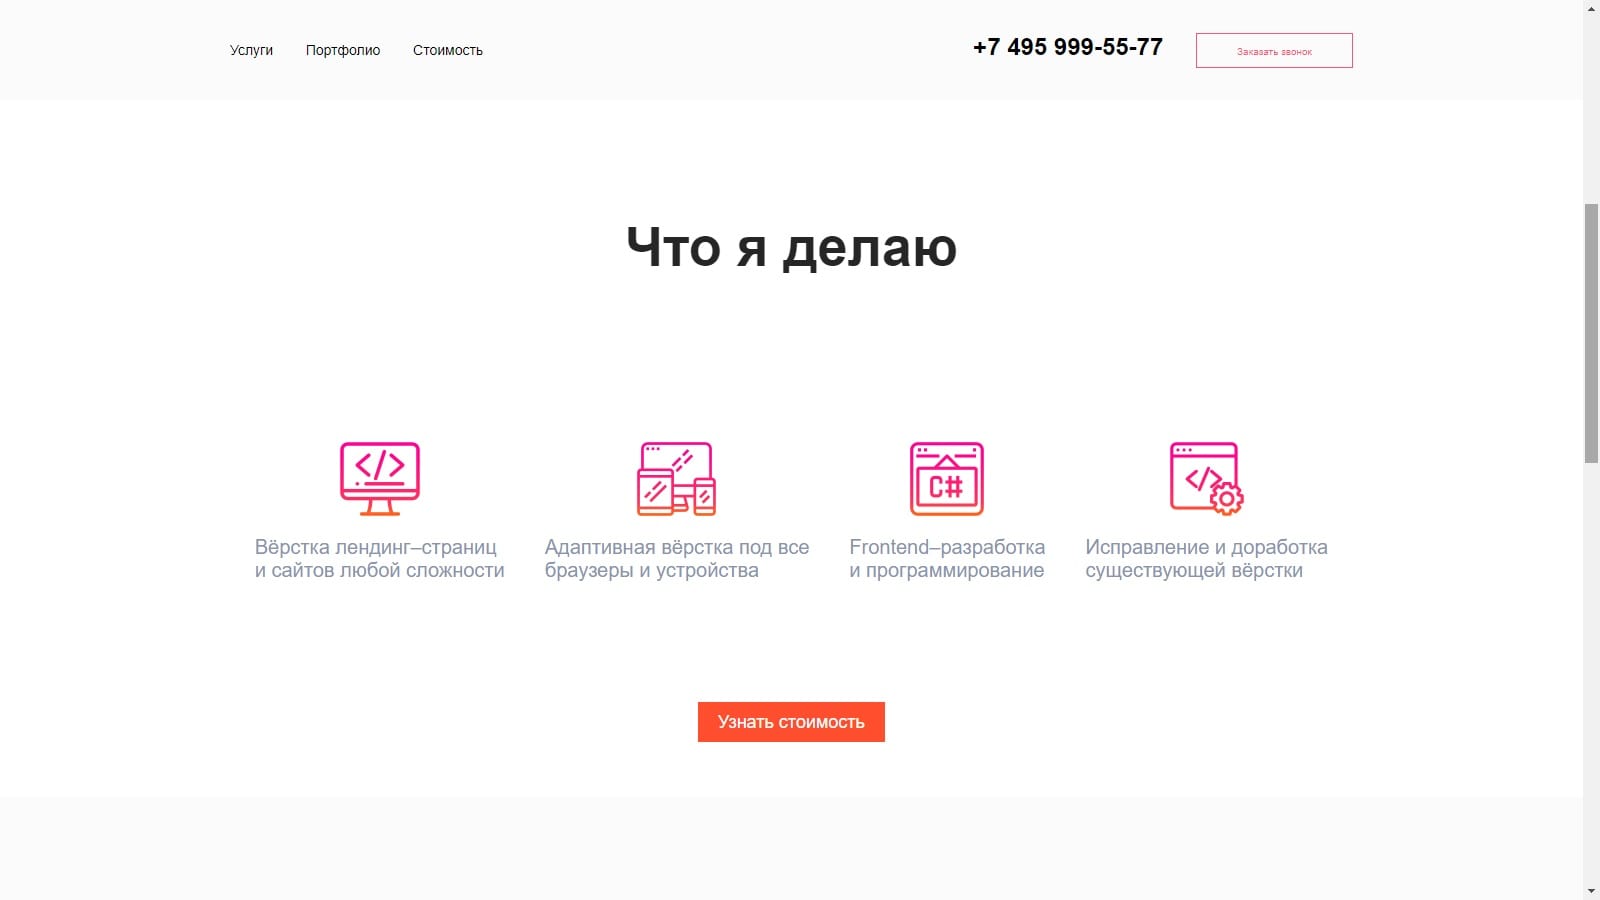 Услуги Портфолио Стоимость +7 495 999-55-77 Заказать звонок
Что я делаю
C#
Вёрстка лендинг–страниц
и сайтов любой сложности
Адаптивная вёрстка под все
браузеры и устройства
Frontend–разработка
и программирование
Исправление и доработка
существующей вёрстки
Узнать стоимость